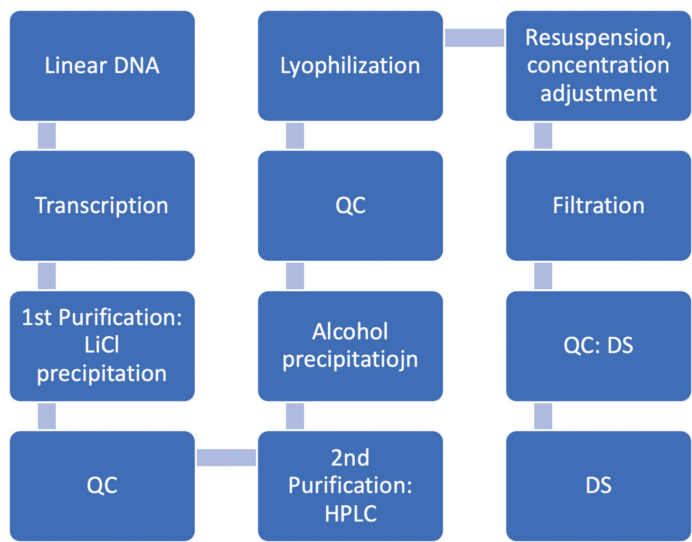 Linear DNA
Transcription
1st Purification:
LiCl
precipitation
QC
2nd
Purification:
HPLC
Alcohol
precipitatiojn
QC
Lyophilization
Resuspension,
concentration
adjustment
Filtration
QC: DS
DS